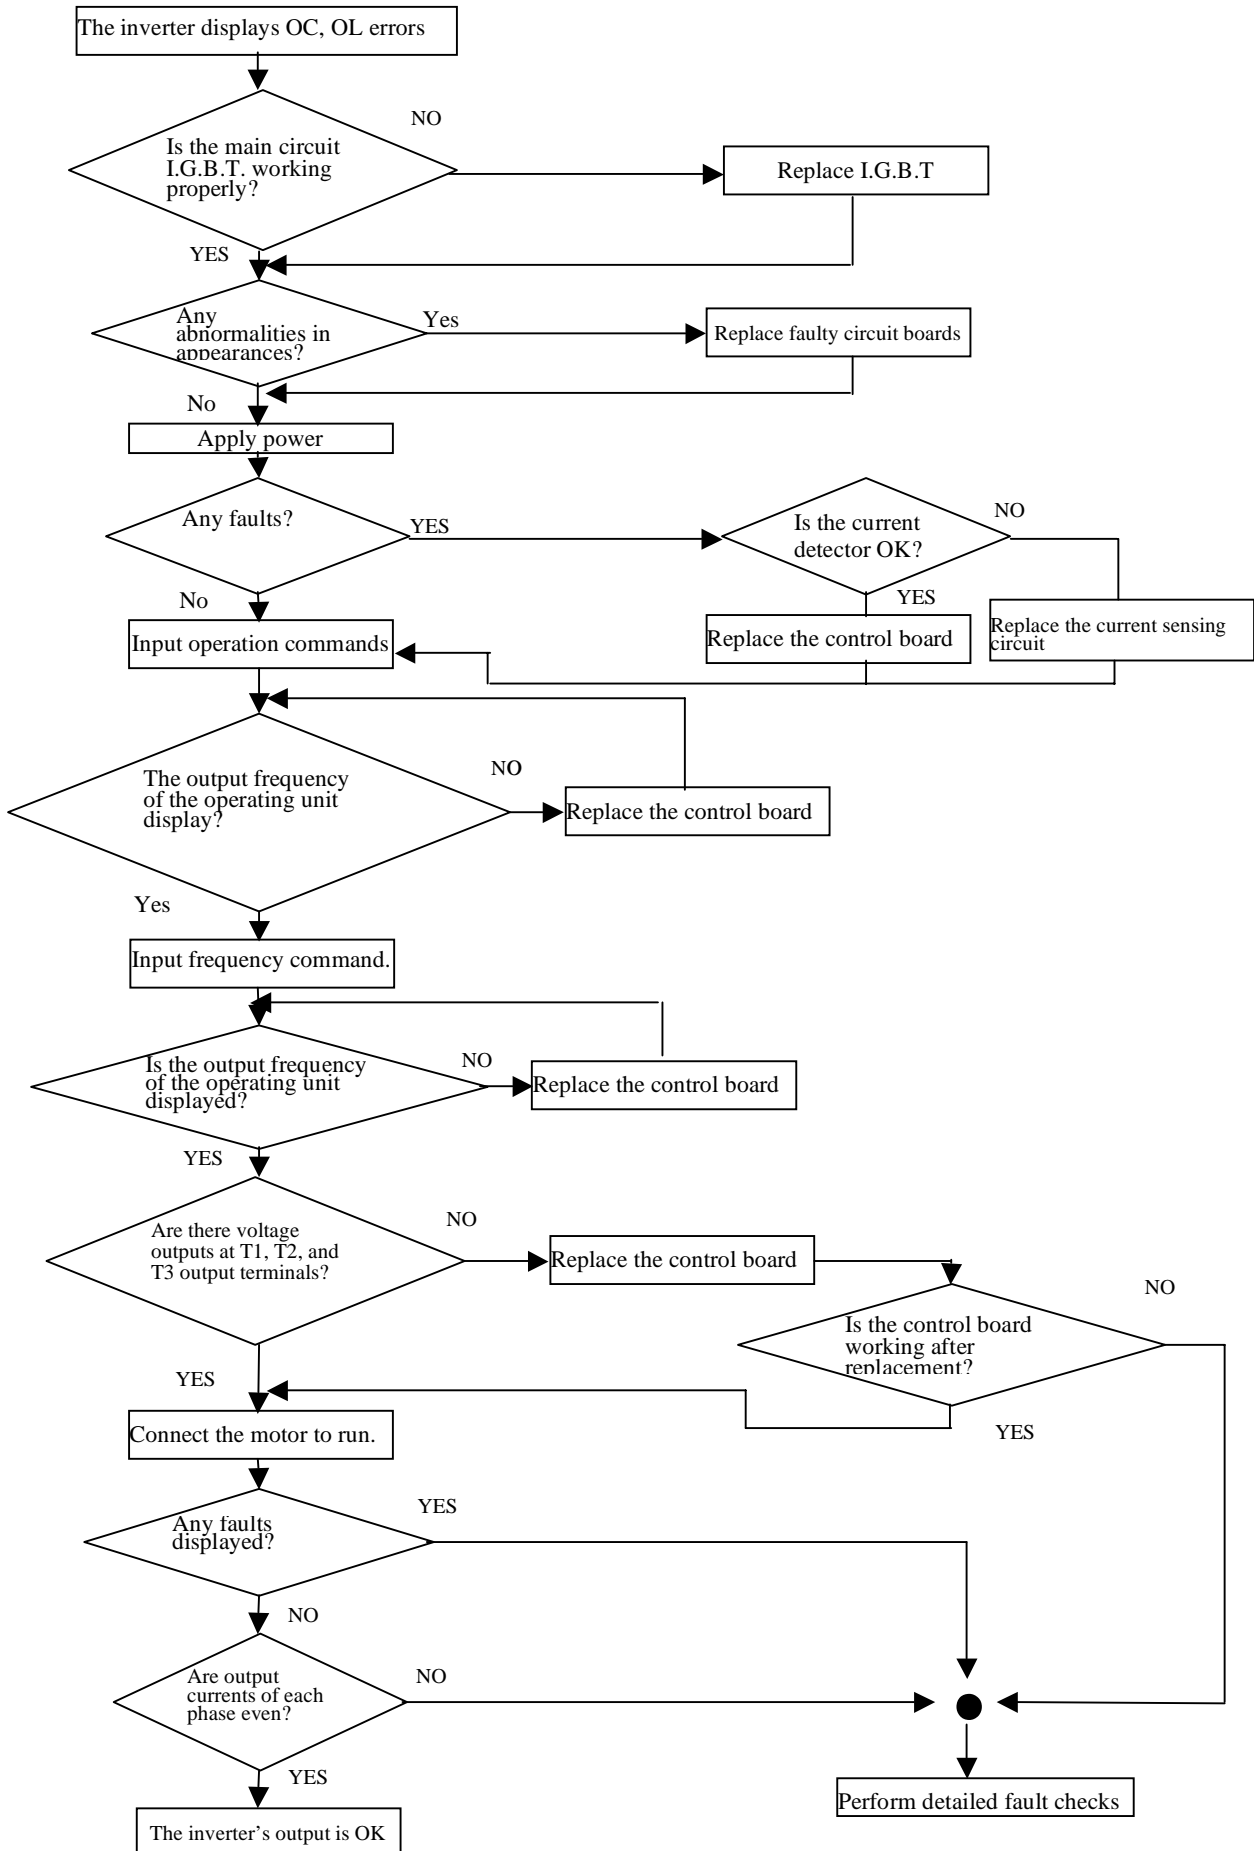 The inverter displays OC, OL errors
NO
Is the main circuit
I.G.B.T. working
properly?
Replace I.G.B.T
YES
Any
abnormalities in
appearances?
Yes
Replace faulty circuit boards
No
Apply power
Any faults?
YES
Is the current
detector OK?
NO
No
YES
Input operation commands
Replace the control board
Replace the current sensing
circuit
The output frequency
of the operating unit
display?
NO
Replace the control board
Yes
Input frequency command.
Is the output frequency
of the operating unit
displayed?
NO
Replace the control board
YES
Are there voltage
outputs at T1, T2, and
T3 output terminals?
NO
Replace the control board
NO
Is the control board
working after
replacement?
YES
YES
Connect the motor to run.
YES
Any faults
displayed?
NO
Are output
currents of each
phase even?
NO
YES
Perform detailed fault checks
The inverter’s output is OK